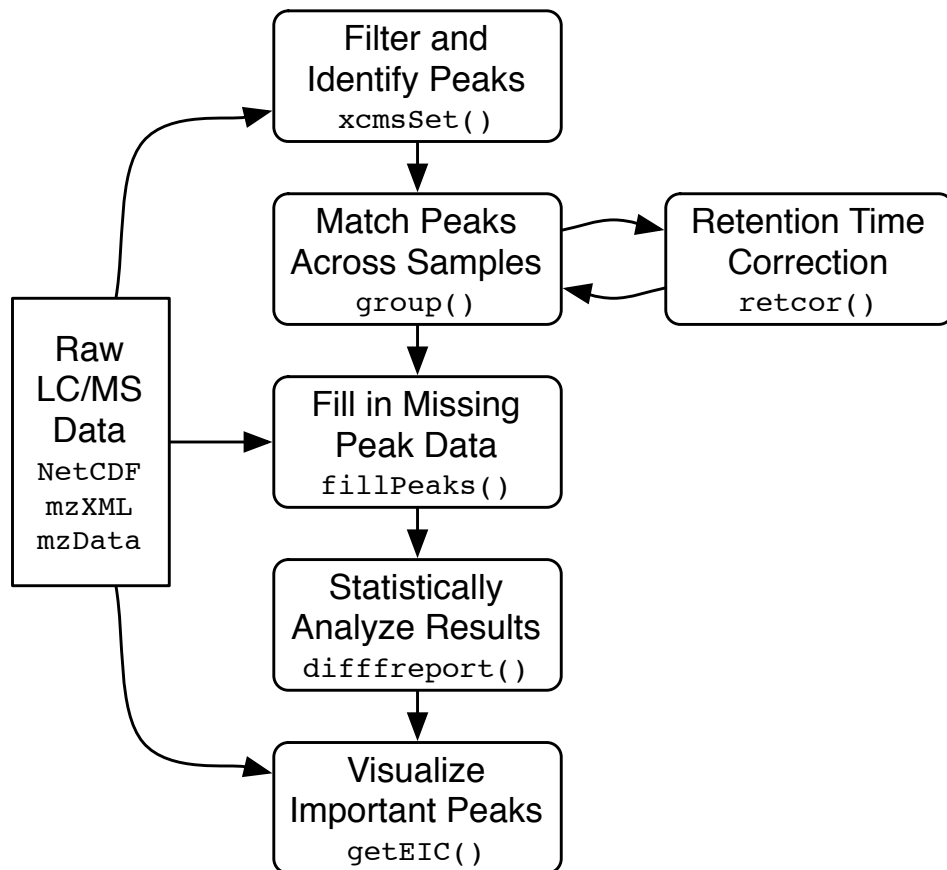 Filter and
Identify Peaks
xcmsSet()
Match Peaks
Across Samples
group()
Retention Time
Correction
retcor()
Raw
LC/MS
Data
NetCDF
mzXML
mzData
Fill in Missing
Peak Data
fillPeaks()
Statistically
Analyze Results
difffreport()
Visualize
Important Peaks
getEIC()